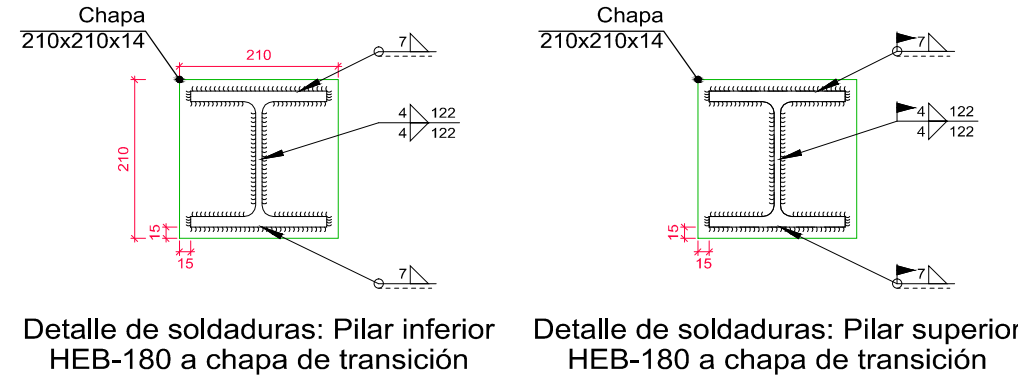 Chapa
210x210x14
210
7
4 122
4 122
210
15
15
7
Detalle de soldaduras: Pilar inferior
HEB-180 a chapa de transición
Chapa
210x210x14
7
4 122
4 122
15
15
7
Detalle de soldaduras: Pilar superior
HEB-180 a chapa de transición